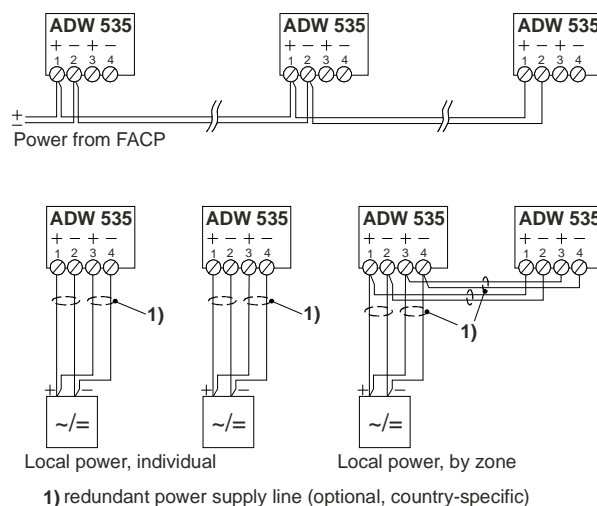 ADW 535 ADW 535 ADW 535
+ − + − + − + − + − + −
1 2 3 4 1 2 3 4 1 2 3 4
+
−
Power from FACP
ADW 535 ADW 535 ADW 535 ADW 535
+ − + − + − + − + − + − + − + −
1 2 3 4 1 2 3 4 1 2 3 4 1 2 3 4
1) 1) 1)
+ − + − + −
~/= ~/= ~/=
Local power, individual Local power, by zone
1) redundant power supply line (optional, country-specific)